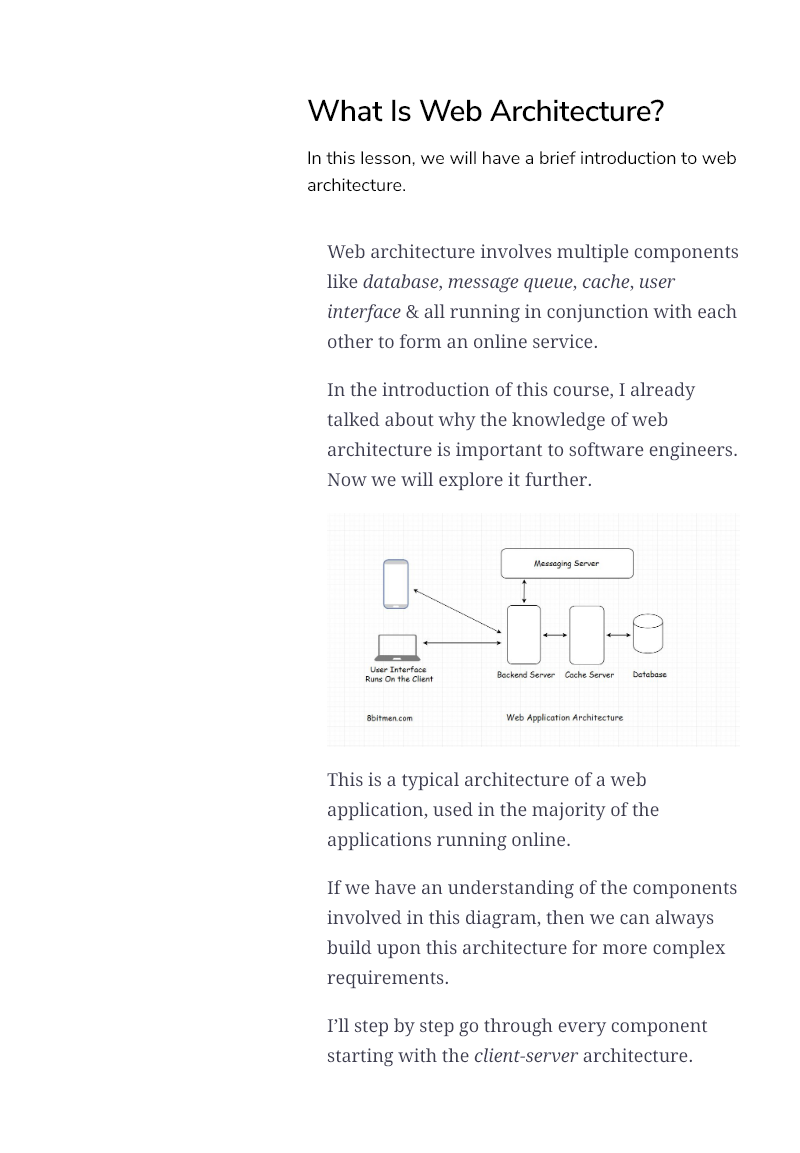 What Is Web Architecture?
In this lesson, we will have a brief introduction to web
architecture.
Web architecture involves multiple components
like database, message queue, cache, user
interface & all running in conjunction with each
other to form an online service.
In the introduction of this course, I already
talked about why the knowledge of web
architecture is important to software engineers.
Now we will explore it further.
Messaging Server
User Interface
Runs On the Client
Backend Server
Cache Server
Database
8bitmen.com
Web Application Architecture
This is a typical architecture of a web
application, used in the majority of the
applications running online.
If we have an understanding of the components
involved in this diagram, then we can always
build upon this architecture for more complex
requirements.
I’ll step by step go through every component
starting with the client-server architecture.